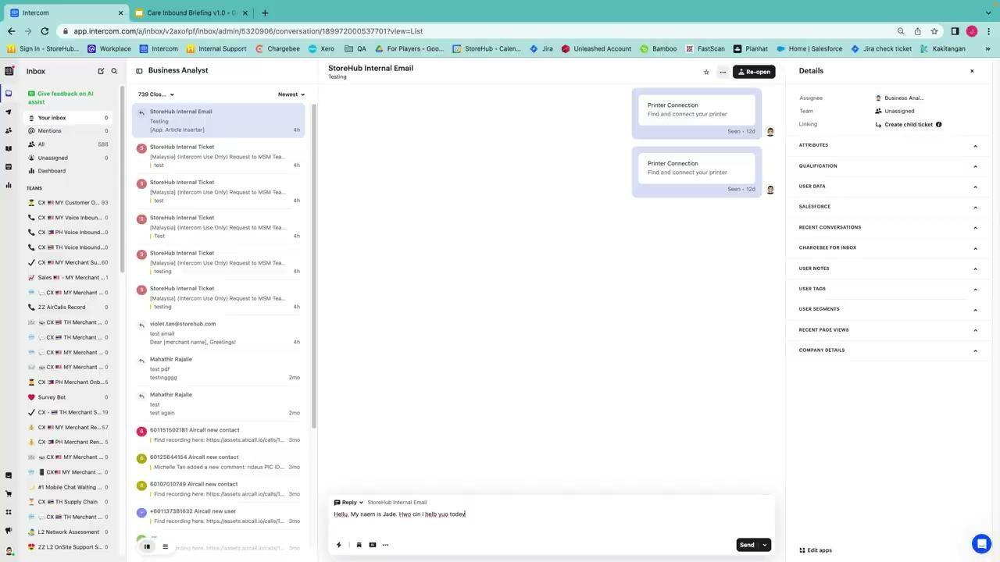 Intercom
Care Inbound Briefing v1.0 - G
app.intercom.com/a/inbox/v2axofpf/inbox/admin/5320906/conversation/189972000537701?view=List
Sign In - StoreHub... Workplace Intercom Internal Support Chargebee Xero QA For Players - Goo... StoreHub - Calen... Jira Unleashed Account Bamboo FastScan Planhat Home | Salesforce Jira check ticket Kakitangan
Inbox
Give feedback on AI
assist
Your inbox 0
Mentions 0
All 588
Unassigned 0
Dashboard
TEAMS
CX MY Customer O... 93
CX MY Voice Inboun... 0
CX PH Voice Inbound... 0
CX TH Voice Inbound... 0
CX MY Merchant Su... 60
Sales - MY Merchant ... 1
CX MY Merchant ... 0
ZZ AirCalls Record 0
CX TH Merchant ... 0
CX TH Merchant ... 0
CX MY Merchant ... 0
CX MY Merchant ... 0
CX PH Merchant Onb... 5
Survey Bot 0
CX - TH Merchant S... 19
CX MY Merchant Re... 57
CX PH Merchant Ren... 5
CX MY Merchant ... 0
CX MY Merchant ... 0
#1 Mobile Chat Waiting ... 0
CX TH Supply Chain 0
CX TH Merchant ... 0
L2 Network Assessment 0
ZZ L2 OnSite Support S... 0
Business Analyst
739 Clos... Newest
StoreHub Internal Email
Testing
[App: Article Inserter] 4h
StoreHub Internal Ticket
[Malaysia] (Intercom Use Only) Request to MSM Tea...
test 4h
StoreHub Internal Ticket
[Malaysia] (Intercom Use Only) Request to MSM Tea...
test 4h
StoreHub Internal Ticket
[Malaysia] (Intercom Use Only) Request to MSM Tea...
Test 4h
StoreHub Internal Ticket
[Malaysia] (Intercom Use Only) Request to MSM Tea...
testing 4h
StoreHub Internal Ticket
[Malaysia] (Intercom Use Only) Request to MSM Tea...
testing 4h
violet.tan@storehub.com
test email
Dear [merchant name], Greetings! 4h
Mahathir Rajalie
test pdf
testingggg 2mo
Mahathir Rajalie
test
test again 2mo
601151502181 Aircall new contact
Find recording here: https://assets.aircall.io/calls/1... 3mo
60125644154 Aircall new contact
Michelle Tan added a new comment: ridaus PIC ID... 3mo
60107010749 Aircall new contact
Find recording here: https://assets.aircall.io/calls/1... 3mo
+601137381632 Aircall new user
Find recording here: https://assets.aircall.io/calls/1... 3mo
StoreHub Internal Email
Testing
Re-open
Printer Connection
Find and connect your printer
Seen • 12d
Printer Connection
Find and connect your printer
Seen • 12d
Reply StoreHub Internal Email
Hellu, My naem is Jade. Hwo cin I helb yuo todey
Send
Details
Assignee Business Anal...
Team Unassigned
Linking Create child ticket
ATTRIBUTES
QUALIFICATION
USER DATA
SALESFORCE
RECENT CONVERSATIONS
CHARGEBEE FOR INBOX
USER NOTES
USER TAGS
USER SEGMENTS
RECENT PAGE VIEWS
COMPANY DETAILS
Edit apps